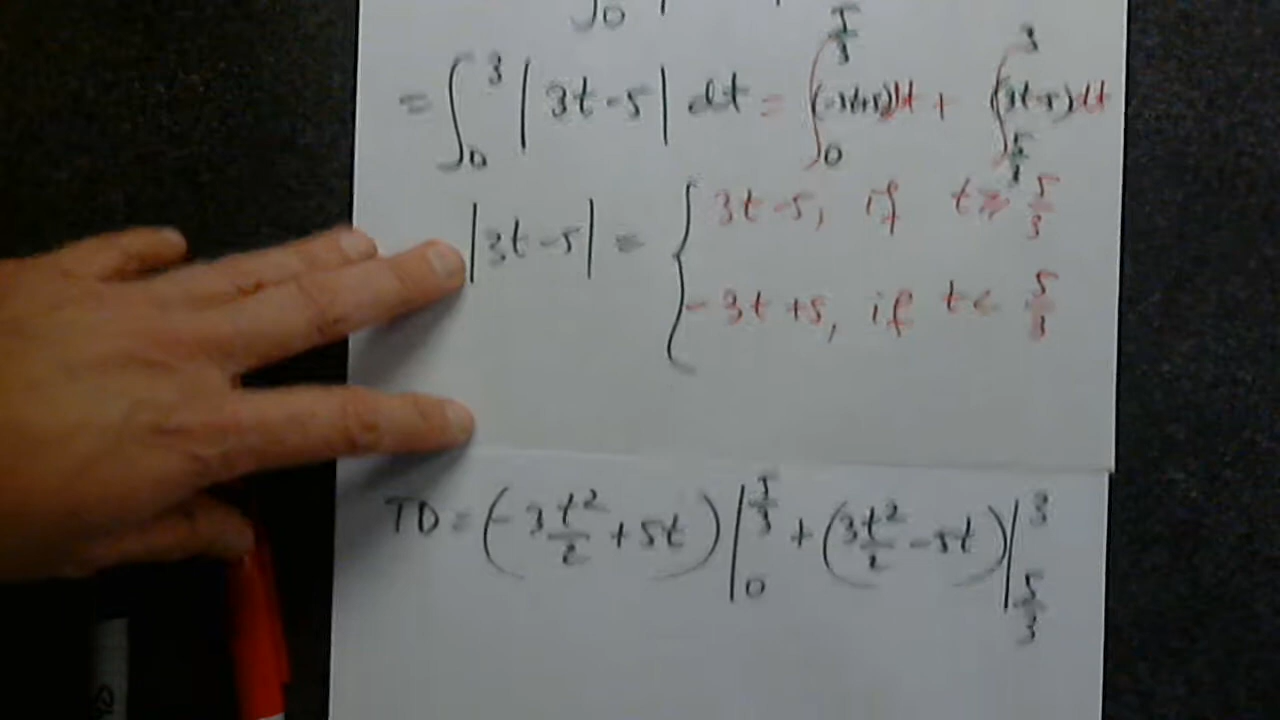 ∫₀
= ∫₀³ |3t-5| dt = ∫₀^{5/3} (-3t+5)dt + ∫_{5/3}^{3} (3t-5)dt
|3t-5| = { 3t-5, if t≥ 5/3
-3t+5, if t< 5/3
TD = (-3t²/2 +5t)|₀^{5/3} + (3t²/2 -5t)|_{5/3}^{3}